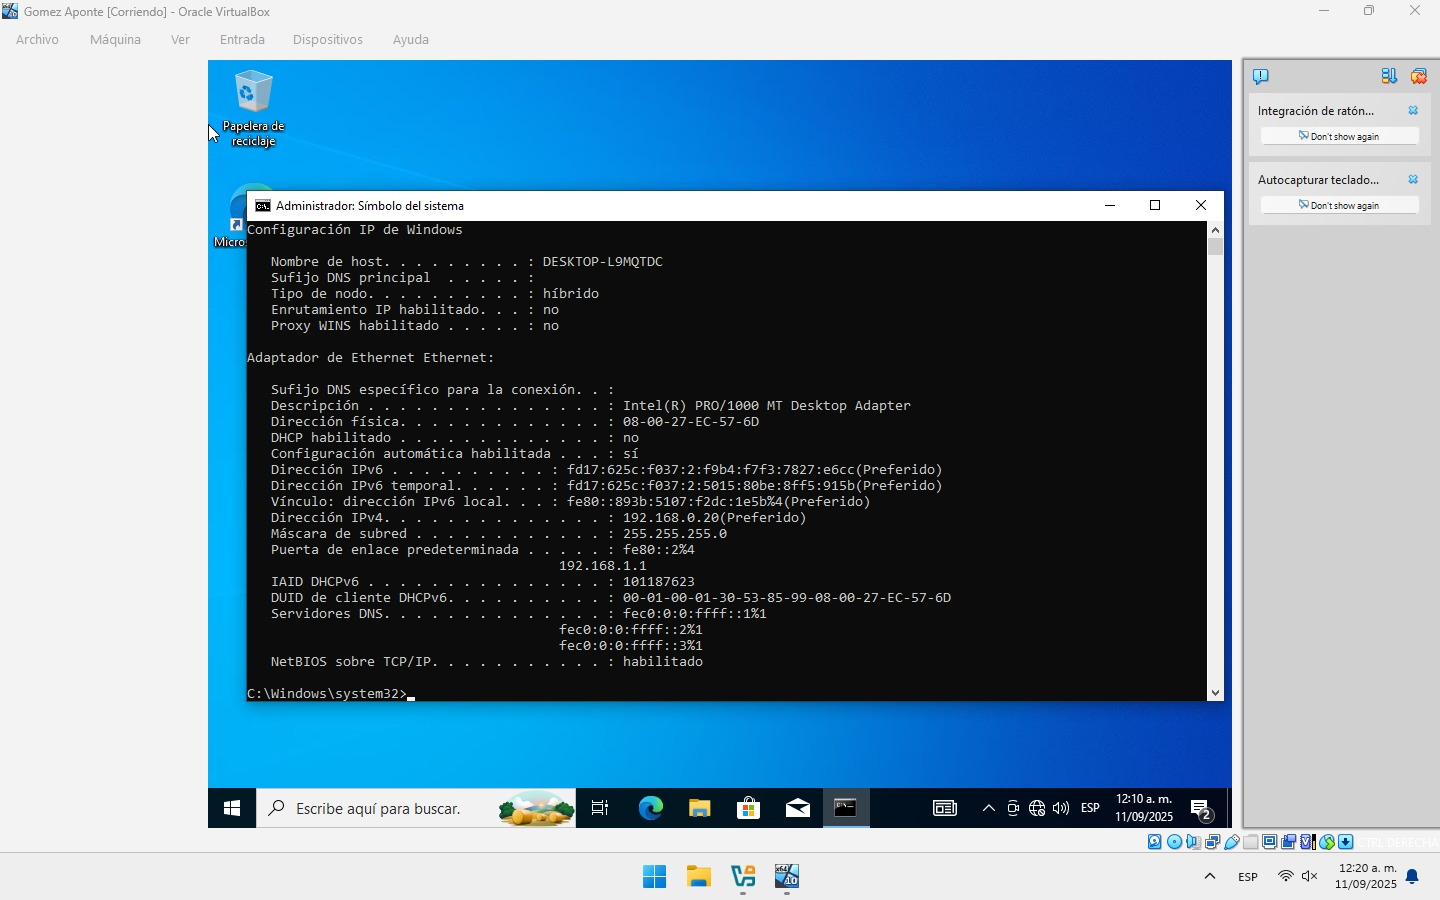 Gomez Aponte [Corriendo] - Oracle VirtualBox
Archivo Máquina Ver Entrada Dispositivos Ayuda
Papelera de
reciclaje
Micros
Integración de ratón...
Don't show again
Autocapturar teclado...
Don't show again
Administrador: Símbolo del sistema
Configuración IP de Windows
Nombre de host. . . . . . . . . : DESKTOP-L9MQTDC
Sufijo DNS principal  . . . . . :
Tipo de nodo. . . . . . . . . . : híbrido
Enrutamiento IP habilitado. . . : no
Proxy WINS habilitado . . . . . : no
Adaptador de Ethernet Ethernet:
Sufijo DNS específico para la conexión. . :
Descripción . . . . . . . . . . . . . . . : Intel(R) PRO/1000 MT Desktop Adapter
Dirección física. . . . . . . . . . . . . : 08-00-27-EC-57-6D
DHCP habilitado . . . . . . . . . . . . . : no
Configuración automática habilitada . . . : sí
Dirección IPv6 . . . . . . . . . . : fd17:625c:f037:2:f9b4:f7f3:7827:e6cc(Preferido)
Dirección IPv6 temporal. . . . . . : fd17:625c:f037:2:5015:80be:8ff5:915b(Preferido)
Vínculo: dirección IPv6 local. . . : fe80::893b:5107:f2dc:1e5b%4(Preferido)
Dirección IPv4. . . . . . . . . . . . . . : 192.168.0.20(Preferido)
Máscara de subred . . . . . . . . . . . . : 255.255.255.0
Puerta de enlace predeterminada . . . . . : fe80::2%4
192.168.1.1
IAID DHCPv6 . . . . . . . . . . . . . . . : 101187623
DUID de cliente DHCPv6. . . . . . . . . . : 00-01-00-01-30-53-85-99-08-00-27-EC-57-6D
Servidores DNS. . . . . . . . . . . . . . : fec0:0:0:ffff::1%1
fec0:0:0:ffff::2%1
fec0:0:0:ffff::3%1
NetBIOS sobre TCP/IP. . . . . . . . . . . : habilitado
C:\Windows\system32>
Escribe aquí para buscar.
ESP
12:10 a. m.
11/09/2025
2
CTRL DERECHA
ESP
12:20 a. m.
11/09/2025